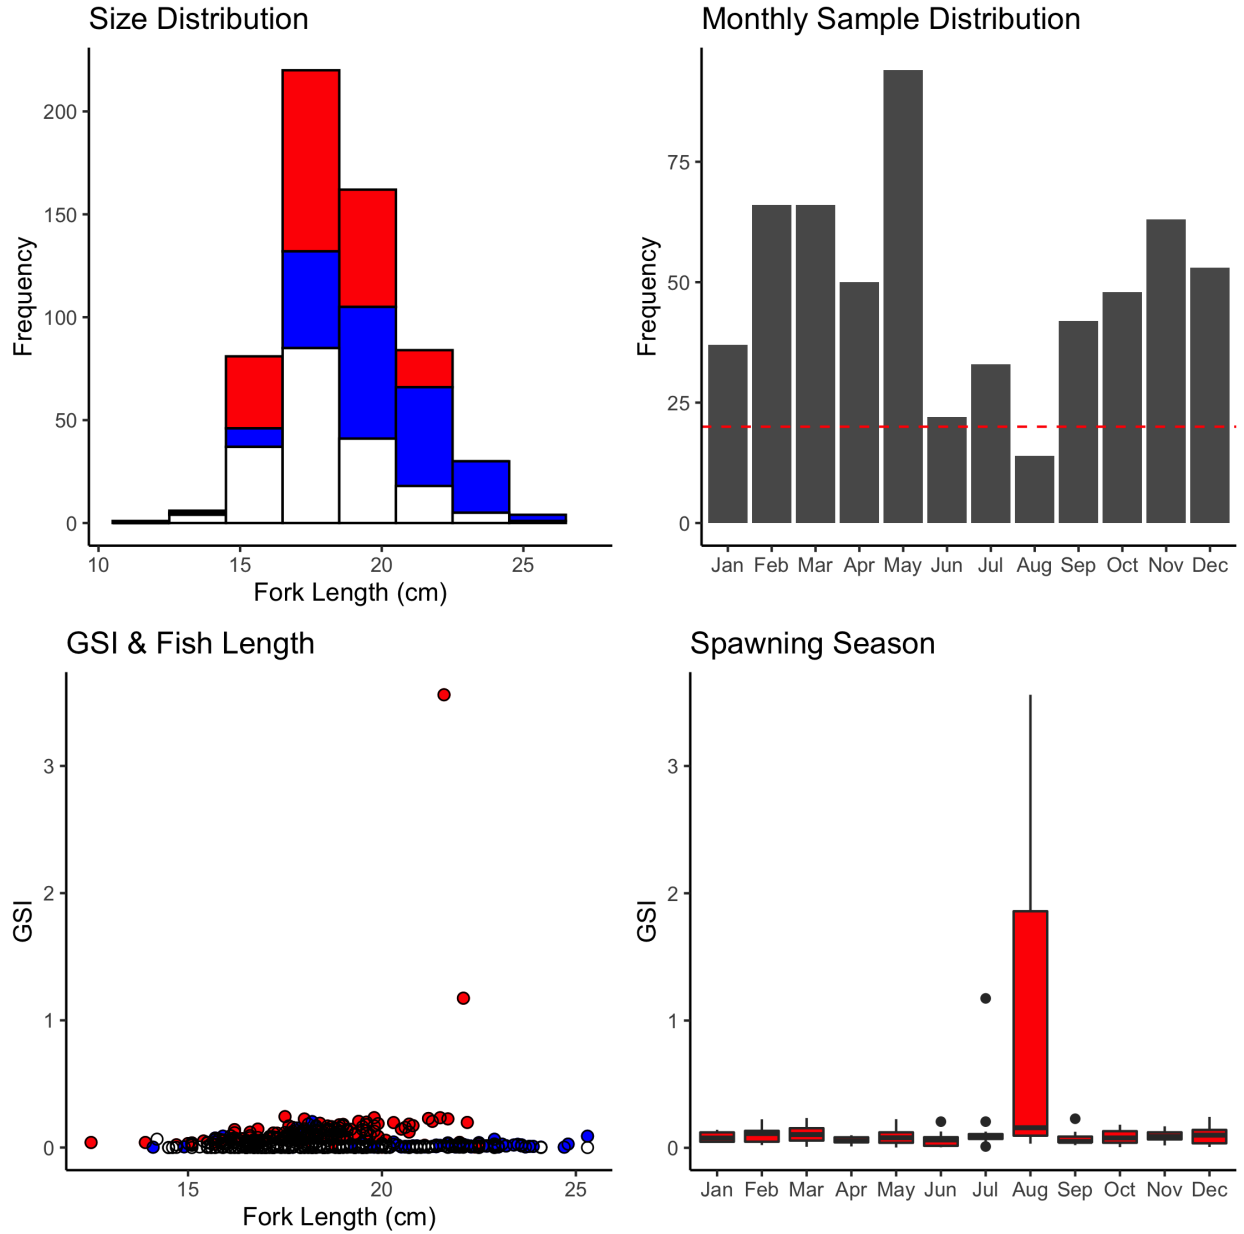 Size Distribution
Frequency
200
150
100
50
0
10 15 20 25
Fork Length (cm)
Monthly Sample Distribution
Frequency
75
50
25
0
Jan Feb Mar Apr May Jun Jul Aug Sep Oct Nov Dec
GSI & Fish Length
GSI
3
2
1
0
15 20 25
Fork Length (cm)
Spawning Season
GSI
3
2
1
0
Jan Feb Mar Apr May Jun Jul Aug Sep Oct Nov Dec